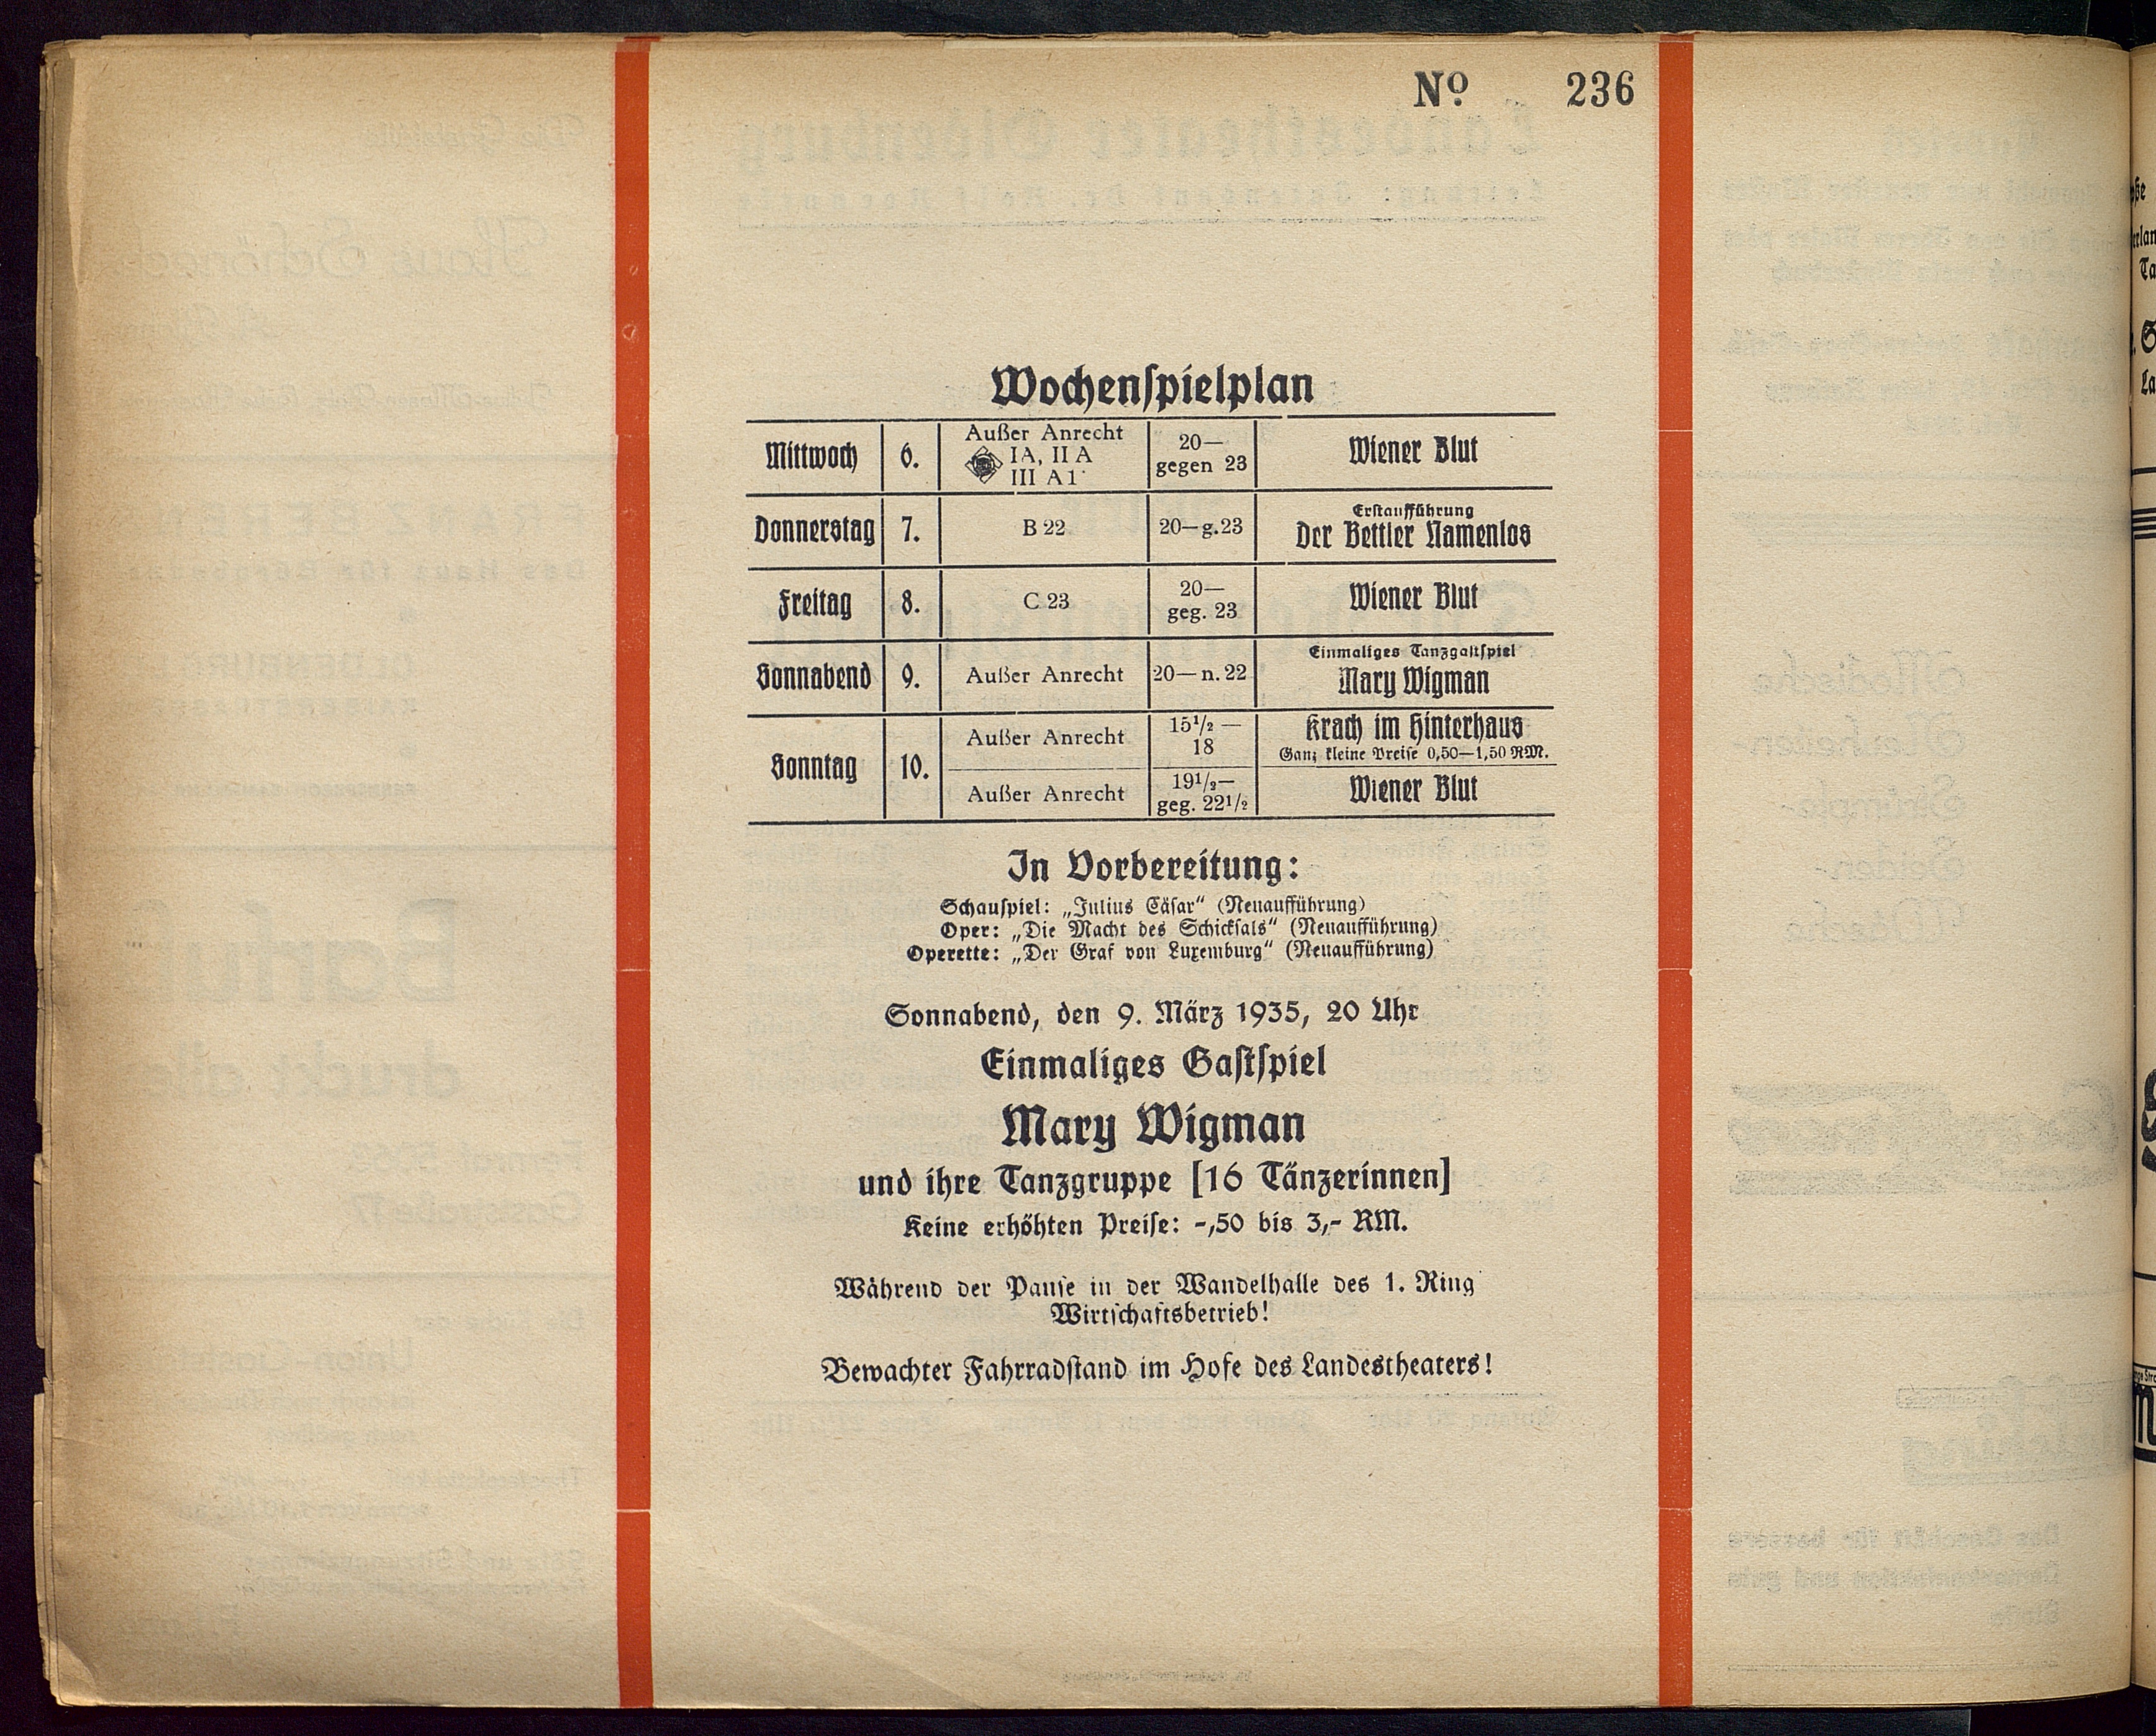 No 236
Wochenspielplan
Mittwoch 6. Außer Anrecht IA, II A III A1 20— gegen 23 Wiener Blut
Donnerstag 7. B 22 20—g.23 Erstaufführung Der Bettler Namenlos
Freitag 8. C 23 20— geg. 23 Wiener Blut
Sonnabend 9. Außer Anrecht 20—n. 22 Einmaliges Tanzgastspiel Mary Wigman
Sonntag 10. Außer Anrecht 15 1/2 — 18 Krach im Hinterhaus Ganz kleine Preise 0,50—1,50 RM.
Außer Anrecht 19 1/2— geg. 22 1/2 Wiener Blut
In Vorbereitung:
Schauspiel: „Julius Cäsar“ (Neuaufführung)
Oper: „Die Macht des Schicksals“ (Neuaufführung)
Operette: „Der Graf von Luxemburg“ (Neuaufführung)
Sonnabend, den 9. März 1935, 20 Uhr
Einmaliges Gastspiel
Mary Wigman
und ihre Tanzgruppe [16 Tänzerinnen]
Keine erhöhten Preise: -,50 bis 3,- RM.
Während der Pause in der Wandelhalle des 1. Ring
Wirtschaftsbetrieb!
Bewachter Fahrradstand im Hofe des Landestheaters!